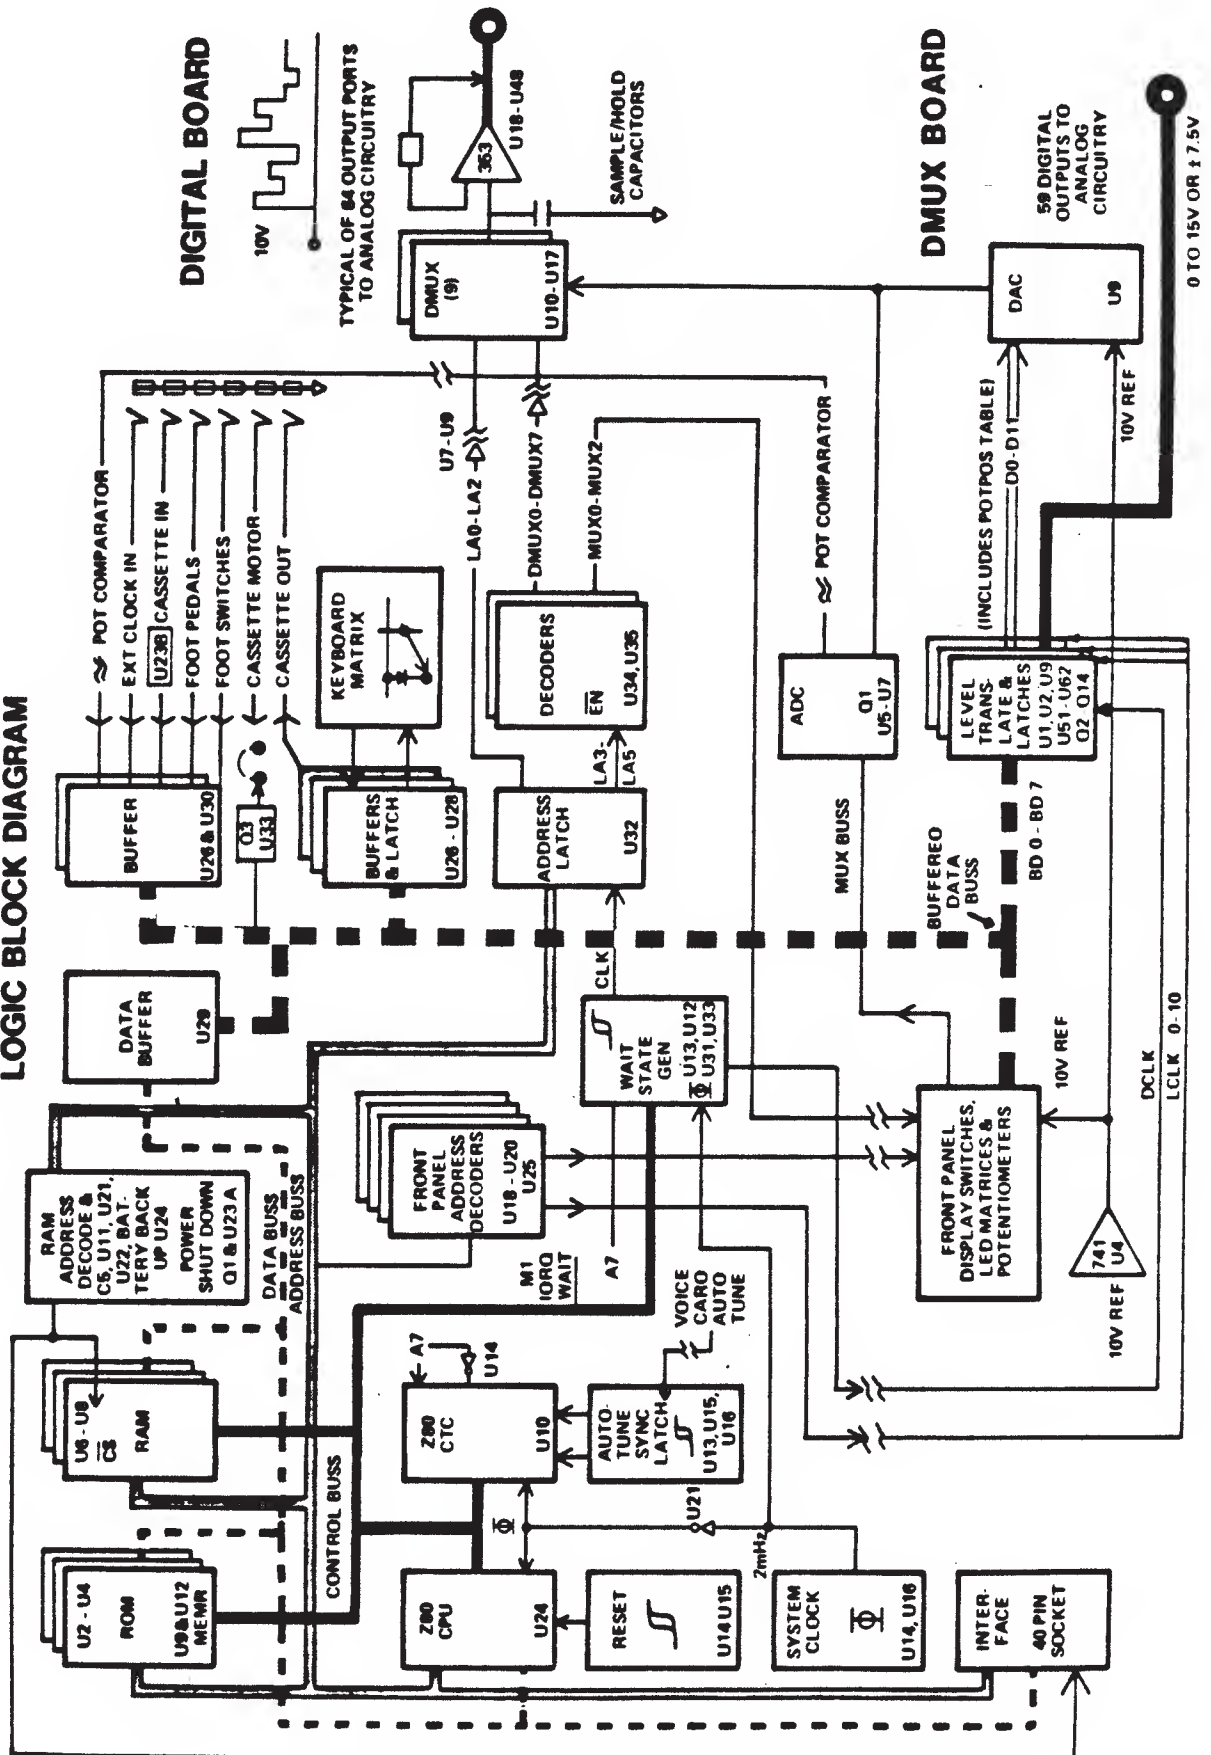 LOGIC BLOCK DIAGRAM
DIGITAL BOARD
DMUX BOARD
U2 - U4
ROM
U9&U12
MEMR
U6 - U8
CS
RAM
RAM
ADDRESS
DECODE &
C5, U11, U21,
U22, BAT-
TERY BACK
UP U24
POWER
SHUT DOWN
Q1 & U23 A
DATA BUSS
ADDRESS BUSS
DATA
BUFFER
U29
BUFFER
U26 & U30
≈ POT COMPARATOR
EXT CLOCK IN
U23B CASSETTE IN
FOOT PEDALS
FOOT SWITCHES
CASSETTE MOTOR
CASSETTE OUT
Q3
U33
10V
TYPICAL OF 64 OUTPUT PORTS
TO ANALOG CIRCUITRY
CONTROL BUSS
Z80
CPU
U24
Z80
CTC
U10
A7
U14
M1
IORQ
WAIT
A7
FRONT
PANEL
ADDRESS
DECODERS
U18 - U20
U25
BUFFERS
& LATCH
U26 - U28
KEYBOARD
MATRIX
RESET
U14 U15
AUTO-
TUNE
SYNC
LATCH
U13, U15,
U16
VOICE
CARO
AUTO
TUNE
Φ
U21
2mHz
WAIT
STATE
GEN
Φ U13, U12
U31, U33
CLK
ADDRESS
LATCH
U32
LA3-
LA5
LA0-LA2
U7-U9
DECODERS
EN
U34, U35
DMUX0-DMUX7
MUX0-MUX2
DMUX
(9)
U10-U17
353
U18-U48
SAMPLE/HOLD
CAPACITORS
SYSTEM
CLOCK
Φ
U14, U16
INTER-
FACE
40 PIN
SOCKET
10V REF
741
U4
FRONT PANEL
DISPLAY SWITCHES,
LED MATRICES &
POTENTIOMETERS
10V REF
MUX BUSS
BUFFEREO
DATA
BUSS
BD 0 - BD 7
ADC
Q1
U5-U7
≈ POT COMPARATOR
LEVEL
TRANS-
LATE &
LATCHES
U1, U2, U9
U51-U62
Q2 -Q14
(INCLUDES POTPOS TABLE)
D0-D11
10V REF
DAC
U9
59 DIGITAL
OUTPUTS TO
ANALOG
CIRCUITRY
0 TO 15V OR ± 7.5V
DCLK
LCLK 0-10